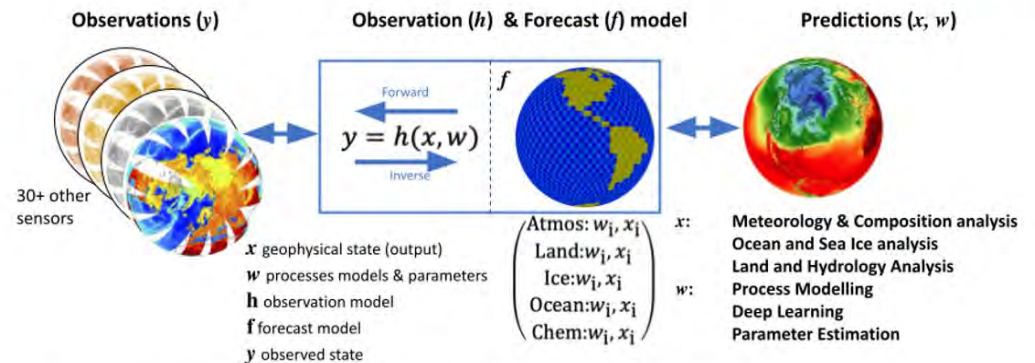 Observations (y)
Observation (h) & Forecast (f) model
Predictions (x, w)
30+ other
sensors
Forward
y = h(x, w)
Inverse
f
x geophysical state (output)
w processes models & parameters
h observation model
f forecast model
y observed state
Atmos: wi, xi
Land:wi, xi
Ice:wi, xi
Ocean:wi, xi
Chem:wi, xi
x: Meteorology & Composition analysis
Ocean and Sea Ice analysis
Land and Hydrology Analysis
w: Process Modelling
Deep Learning
Parameter Estimation